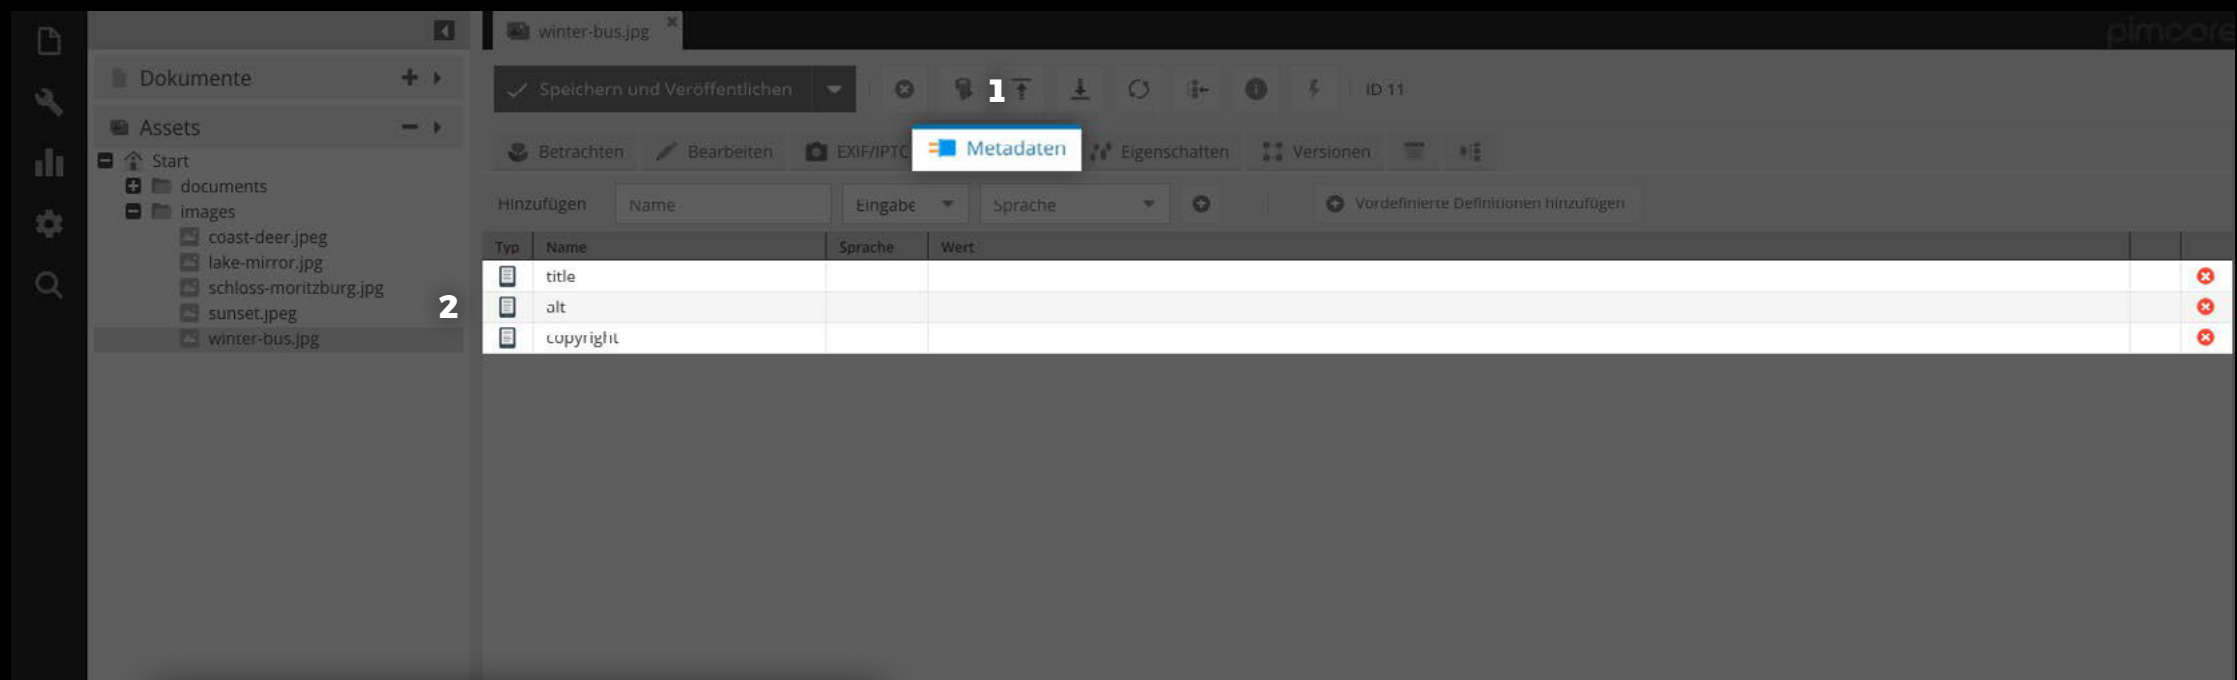 winter-bus.jpg
pimcore
Dokumente
Speichern und Veröffentlichen
1
ID 11
Assets
Betrachten
Bearbeiten
EXIF/IPTC
Metadaten
Eigenschaften
Versionen
Start
documents
images
Hinzufügen
Name
Eingabe
Sprache
Vordefinierte Definitionen hinzufügen
coast-deer.jpeg
Typ Name Sprache Wert
lake-mirror.jpg
title
schloss-moritzburg.jpg
2
alt
sunset.jpeg
winter-bus.jpg
copyright